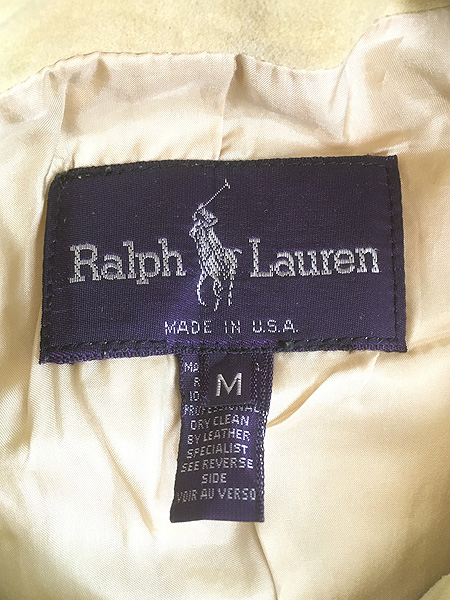 Ralph Lauren
MADE IN U.S.A.
M
PROFESSIONAL
DRY CLEAN
BY LEATHER
SPECIALIST
SEE REVERSE
SIDE
VOIR AU VERSO